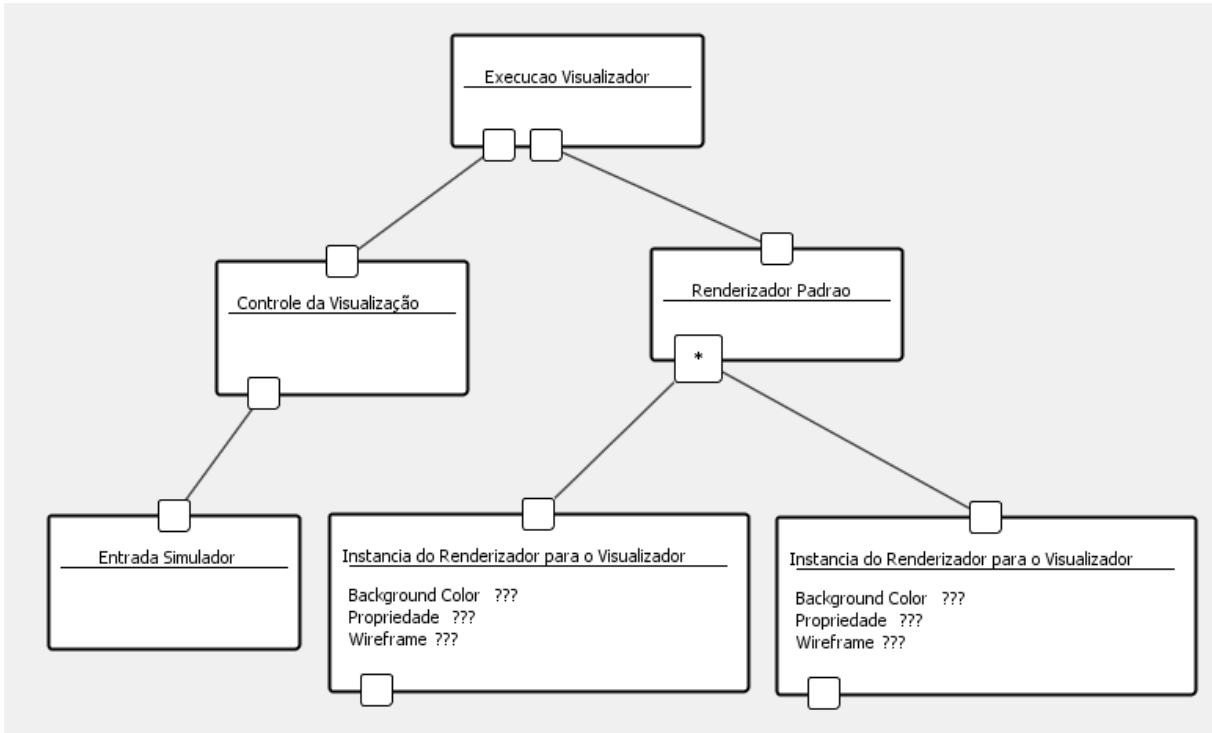 Execucao Visualizador
Controle da Visualização
Renderizador Padrao
*
Entrada Simulador
Instancia do Renderizador para o Visualizador
Background Color ???
Propriedade ???
Wireframe ???
Instancia do Renderizador para o Visualizador
Background Color ???
Propriedade ???
Wireframe ???